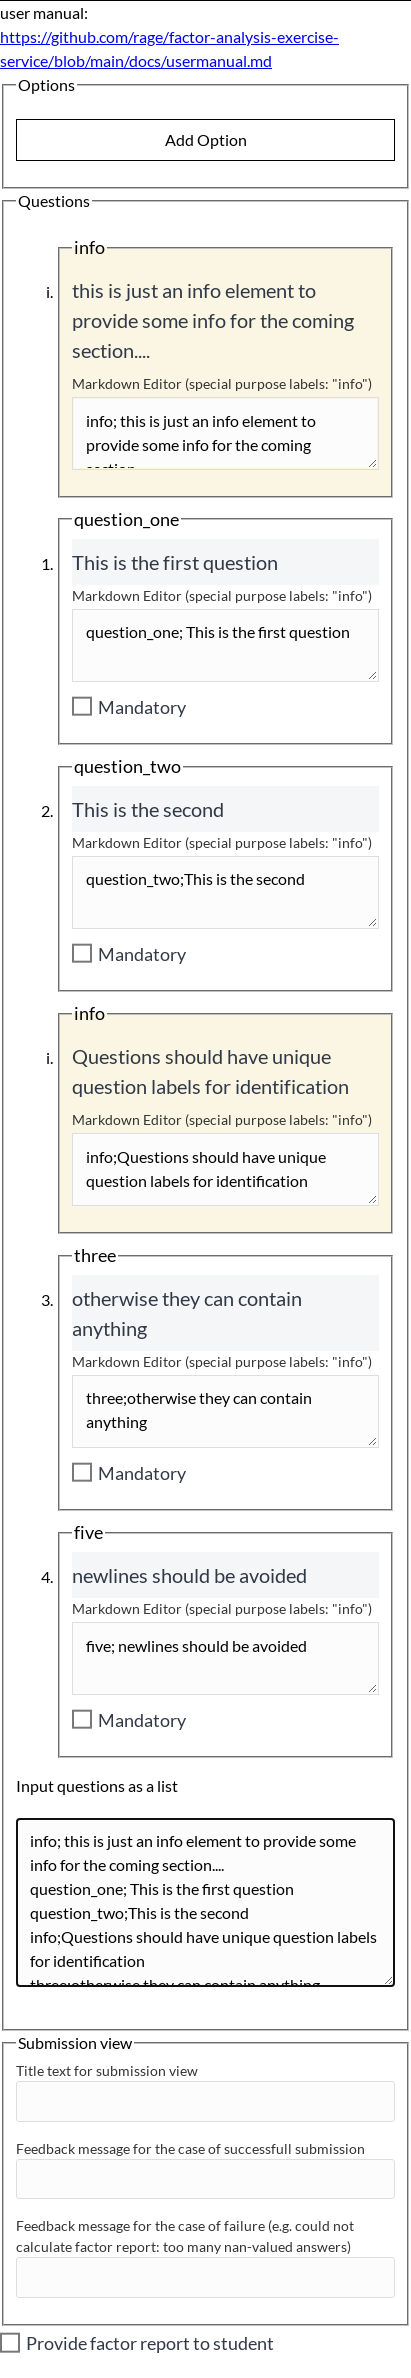 user manual:
https://github.com/rage/factor-analysis-exercise-
service/blob/main/docs/usermanual.md
Options
Add Option
Questions
info
i.
this is just an info element to
provide some info for the coming
section....
Markdown Editor (special purpose labels: "info")
info; this is just an info element to
provide some info for the coming
section
question_one
1.
This is the first question
Markdown Editor (special purpose labels: "info")
question_one; This is the first question
Mandatory
question_two
2.
This is the second
Markdown Editor (special purpose labels: "info")
question_two;This is the second
Mandatory
info
i.
Questions should have unique
question labels for identification
Markdown Editor (special purpose labels: "info")
info;Questions should have unique
question labels for identification
three
3.
otherwise they can contain
anything
Markdown Editor (special purpose labels: "info")
three;otherwise they can contain
anything
Mandatory
five
4.
newlines should be avoided
Markdown Editor (special purpose labels: "info")
five; newlines should be avoided
Mandatory
Input questions as a list
info; this is just an info element to provide some
info for the coming section....
question_one; This is the first question
question_two;This is the second
info;Questions should have unique question labels
for identification
three;otherwise they can contain anything
Submission view
Title text for submission view
Feedback message for the case of successfull submission
Feedback message for the case of failure (e.g. could not
calculate factor report: too many nan-valued answers)
Provide factor report to student